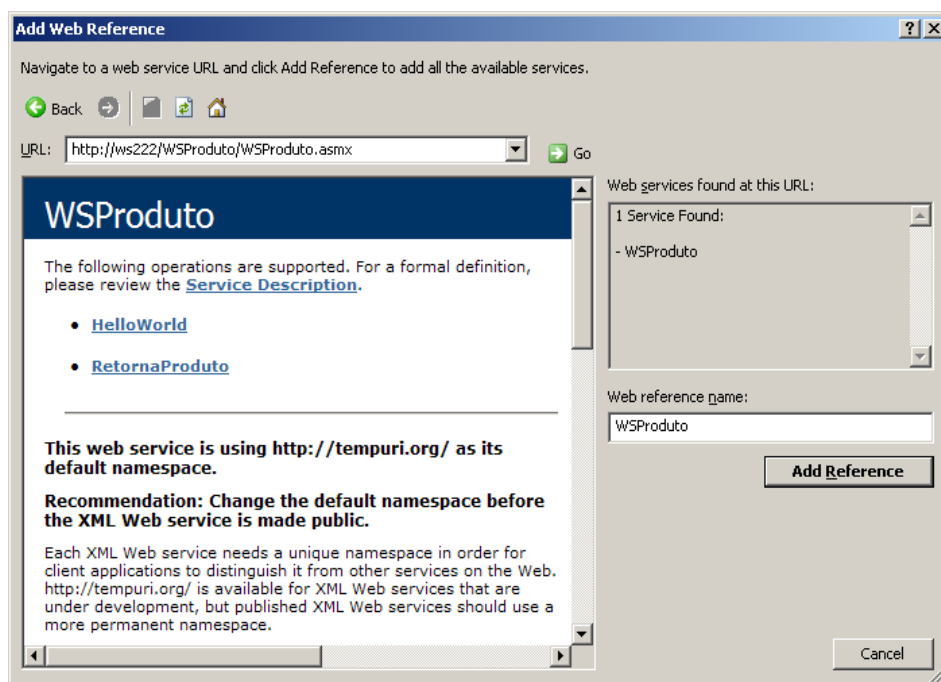 Add Web Reference
Navigate to a web service URL and click Add Reference to add all the available services.
Back
URL: http://ws222/WSProduto/WSProduto.asmx Go
WSProduto
The following operations are supported. For a formal definition,
please review the Service Description.
• HelloWorld
• RetornaProduto
This web service is using http://tempuri.org/ as its
default namespace.
Recommendation: Change the default namespace before
the XML Web service is made public.
Each XML Web service needs a unique namespace in order for
client applications to distinguish it from other services on the Web.
http://tempuri.org/ is available for XML Web services that are
under development, but published XML Web services should use a
more permanent namespace.
Web services found at this URL:
1 Service Found:
- WSProduto
Web reference name:
WSProduto
Add Reference
Cancel